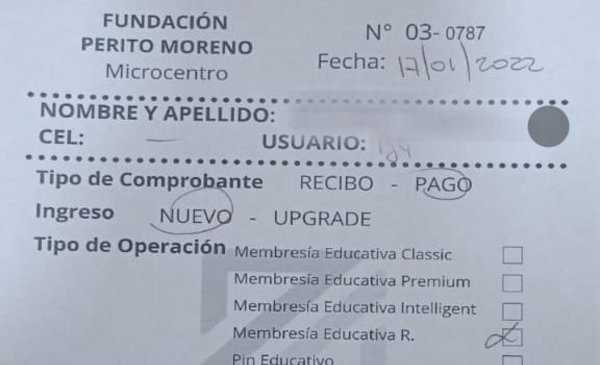 FUNDACIÓN
PERITO MORENO
Microcentro
N° 03-0787
Fecha: 17/01/2022
NOMBRE Y APELLIDO:
CEL: —
USUARIO:
Tipo de Comprobante RECIBO - PAGO
Ingreso NUEVO - UPGRADE
Tipo de Operación Membresía Educativa Classic
Membresía Educativa Premium
Membresía Educativa Intelligent
Membresía Educativa R.
Pin Educativo